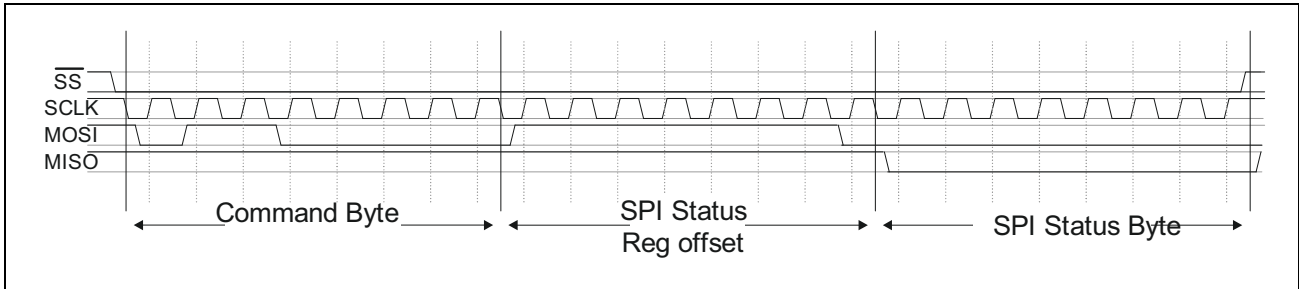 SS
SCLK
MOSI
MISO
Command Byte
SPI Status
Reg offset
SPI Status Byte